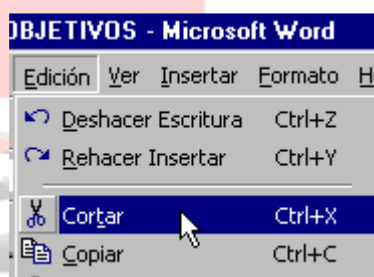 OBJETIVOS - Microsoft Word
Edición Ver Insertar Formato
Deshacer Escritura Ctrl+Z
Rehacer Insertar Ctrl+Y
Cortar Ctrl+X
Copiar Ctrl+C